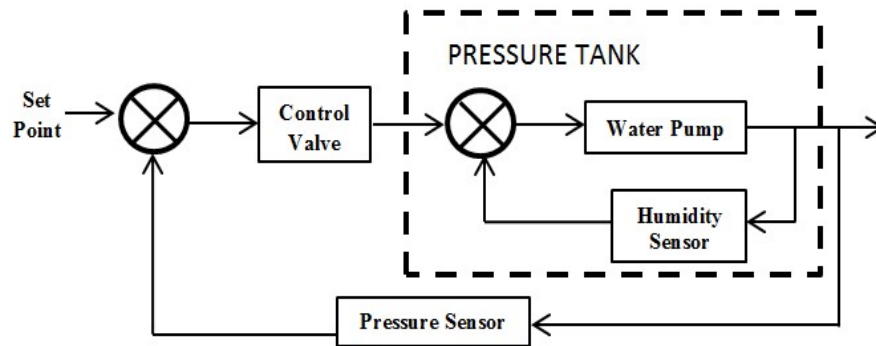 PRESSURE TANK
Set
Point
Control
Valve
Water Pump
Humidity
Sensor
Pressure Sensor